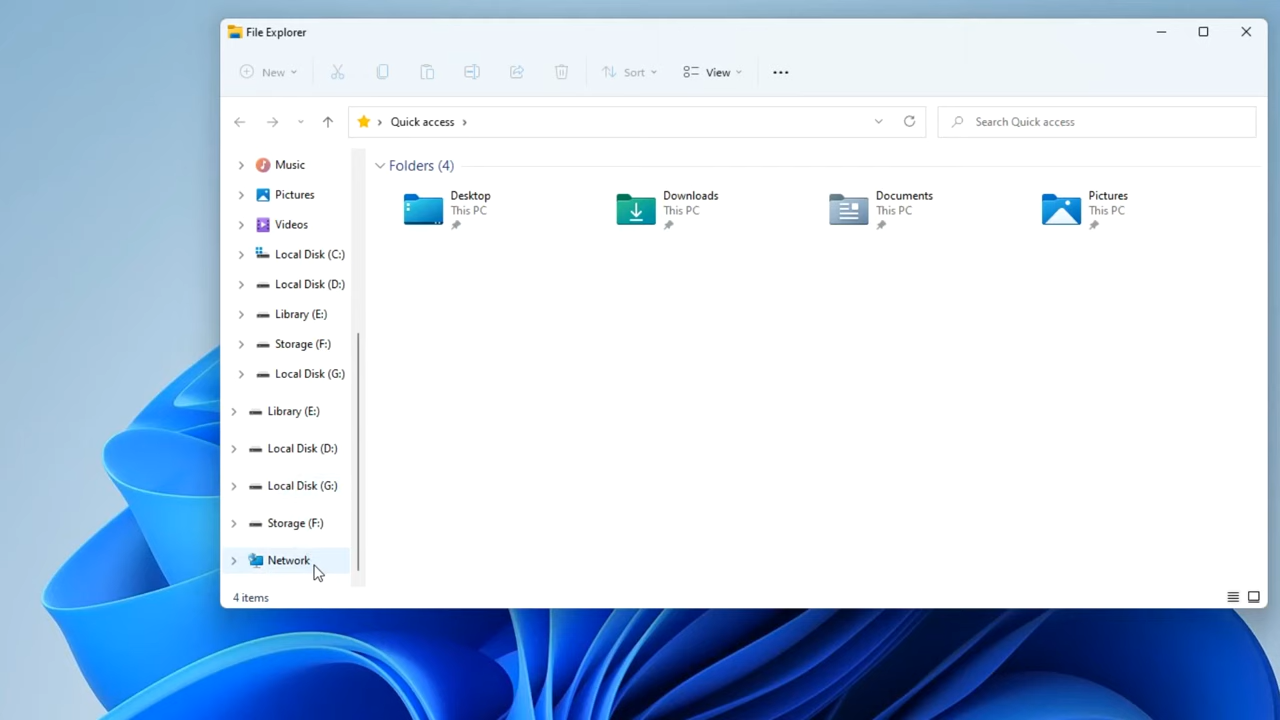 File Explorer
New
Sort
View
Quick access
Search Quick access
Music
Pictures
Videos
Local Disk (C:)
Local Disk (D:)
Library (E:)
Storage (F:)
Local Disk (G:)
Library (E:)
Local Disk (D:)
Local Disk (G:)
Storage (F:)
Network
Folders (4)
Desktop
This PC
Downloads
This PC
Documents
This PC
Pictures
This PC
4 items